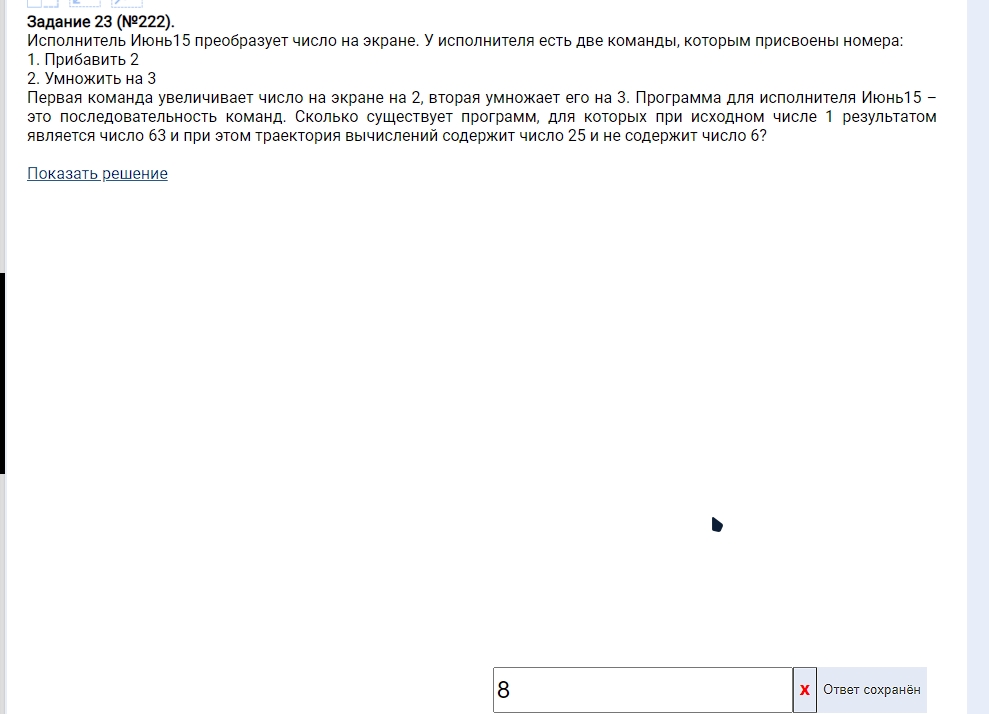 Задание 23 (№222).
Исполнитель Июнь15 преобразует число на экране. У исполнителя есть две команды, которым присвоены номера:
1. Прибавить 2
2. Умножить на 3
Первая команда увеличивает число на экране на 2, вторая умножает его на 3. Программа для исполнителя Июнь15 –
это последовательность команд. Сколько существует программ, для которых при исходном числе 1 результатом
является число 63 и при этом траектория вычислений содержит число 25 и не содержит число 6?
Показать решение
8 x Ответ сохранён